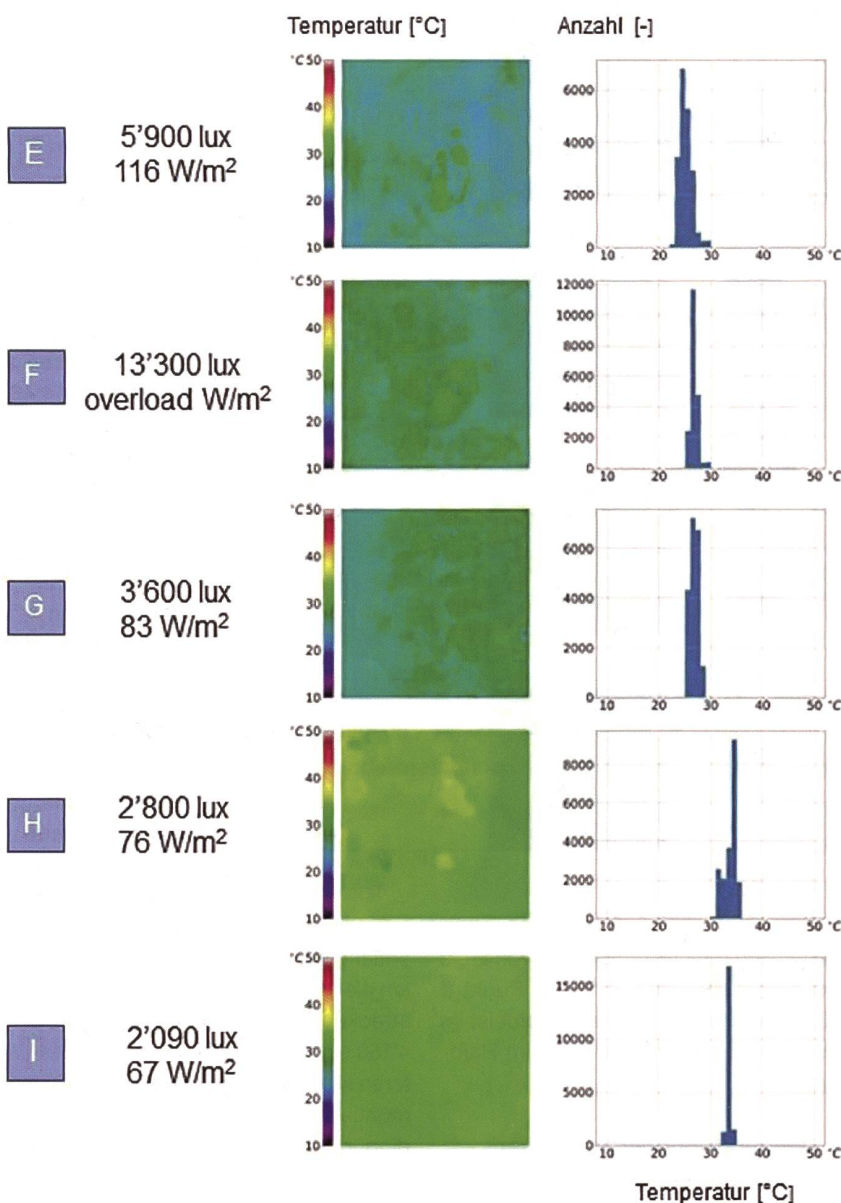 Temperatur [°C] Anzahl [-]
E
5'900 lux
116 W/m²
°C 50
40
30
20
10
6000
4000
2000
0
10 20 30 40 50 °C
F
13'300 lux
overload W/m²
°C 50
40
30
20
10
12000
10000
8000
6000
4000
2000
0
10 20 30 40 50 °C
G
3'600 lux
83 W/m²
°C 50
40
30
20
10
6000
4000
2000
0
10 20 30 40 50 °C
H
2'800 lux
76 W/m²
°C 50
40
30
20
10
8000
6000
4000
2000
0
10 20 30 40 50 °C
I
2'090 lux
67 W/m²
°C 50
40
30
20
10
15000
10000
5000
0
10 20 30 40 50 °C
Temperatur [°C]